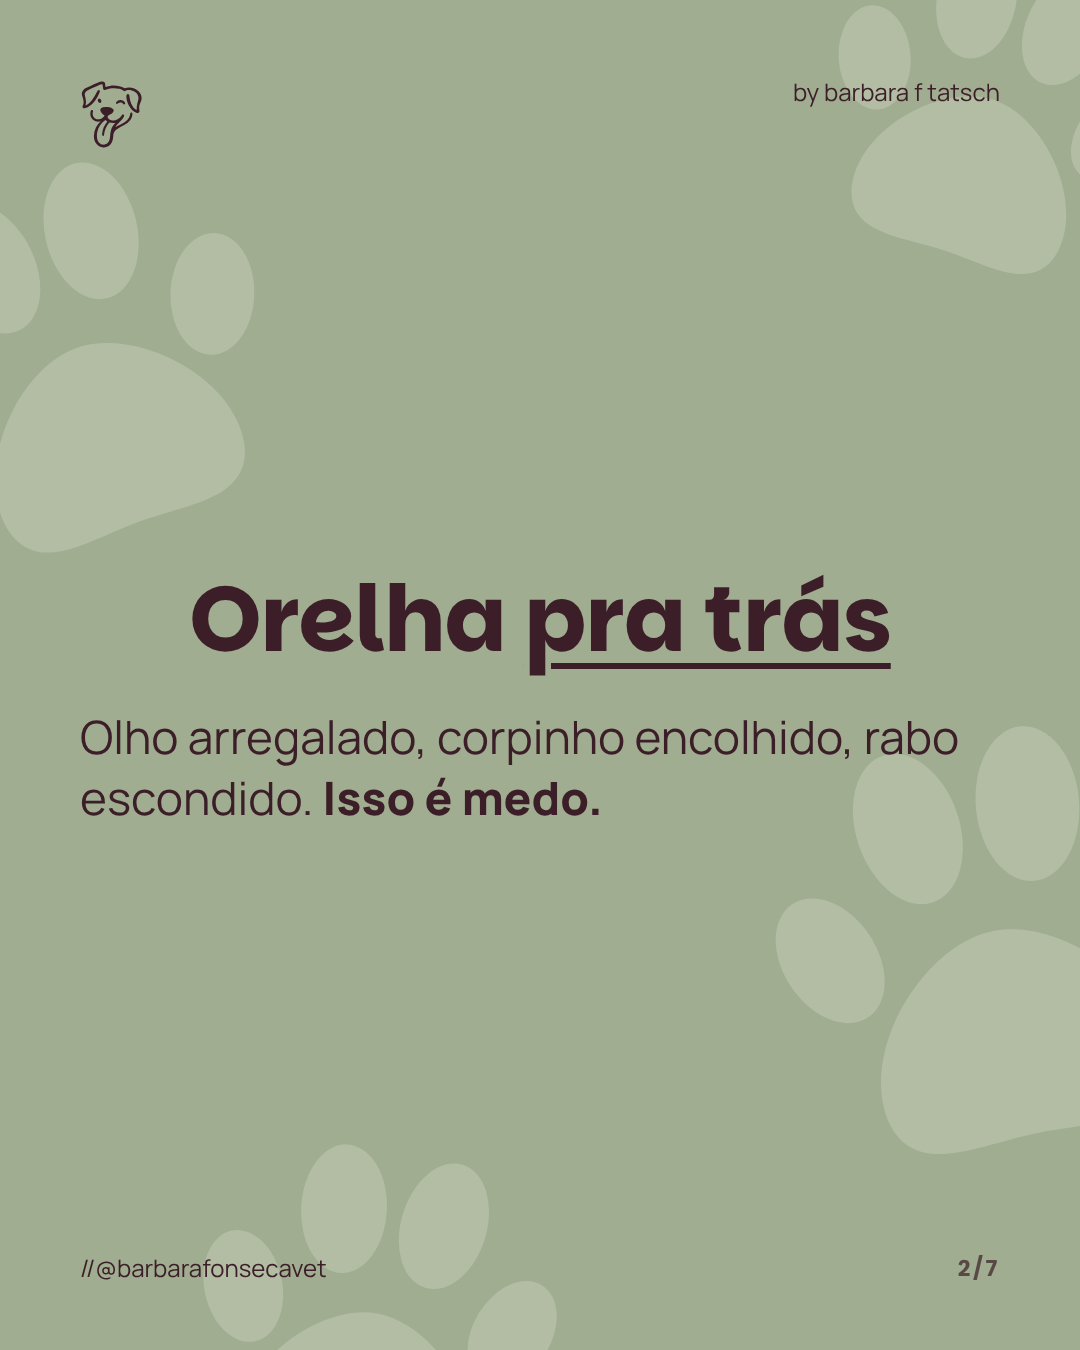 by barbara f tatsch
Orelha pra trás
Olho arregalado, corpinho encolhido, rabo
escondido. Isso é medo.
//@barbarafonsecavet
2/7